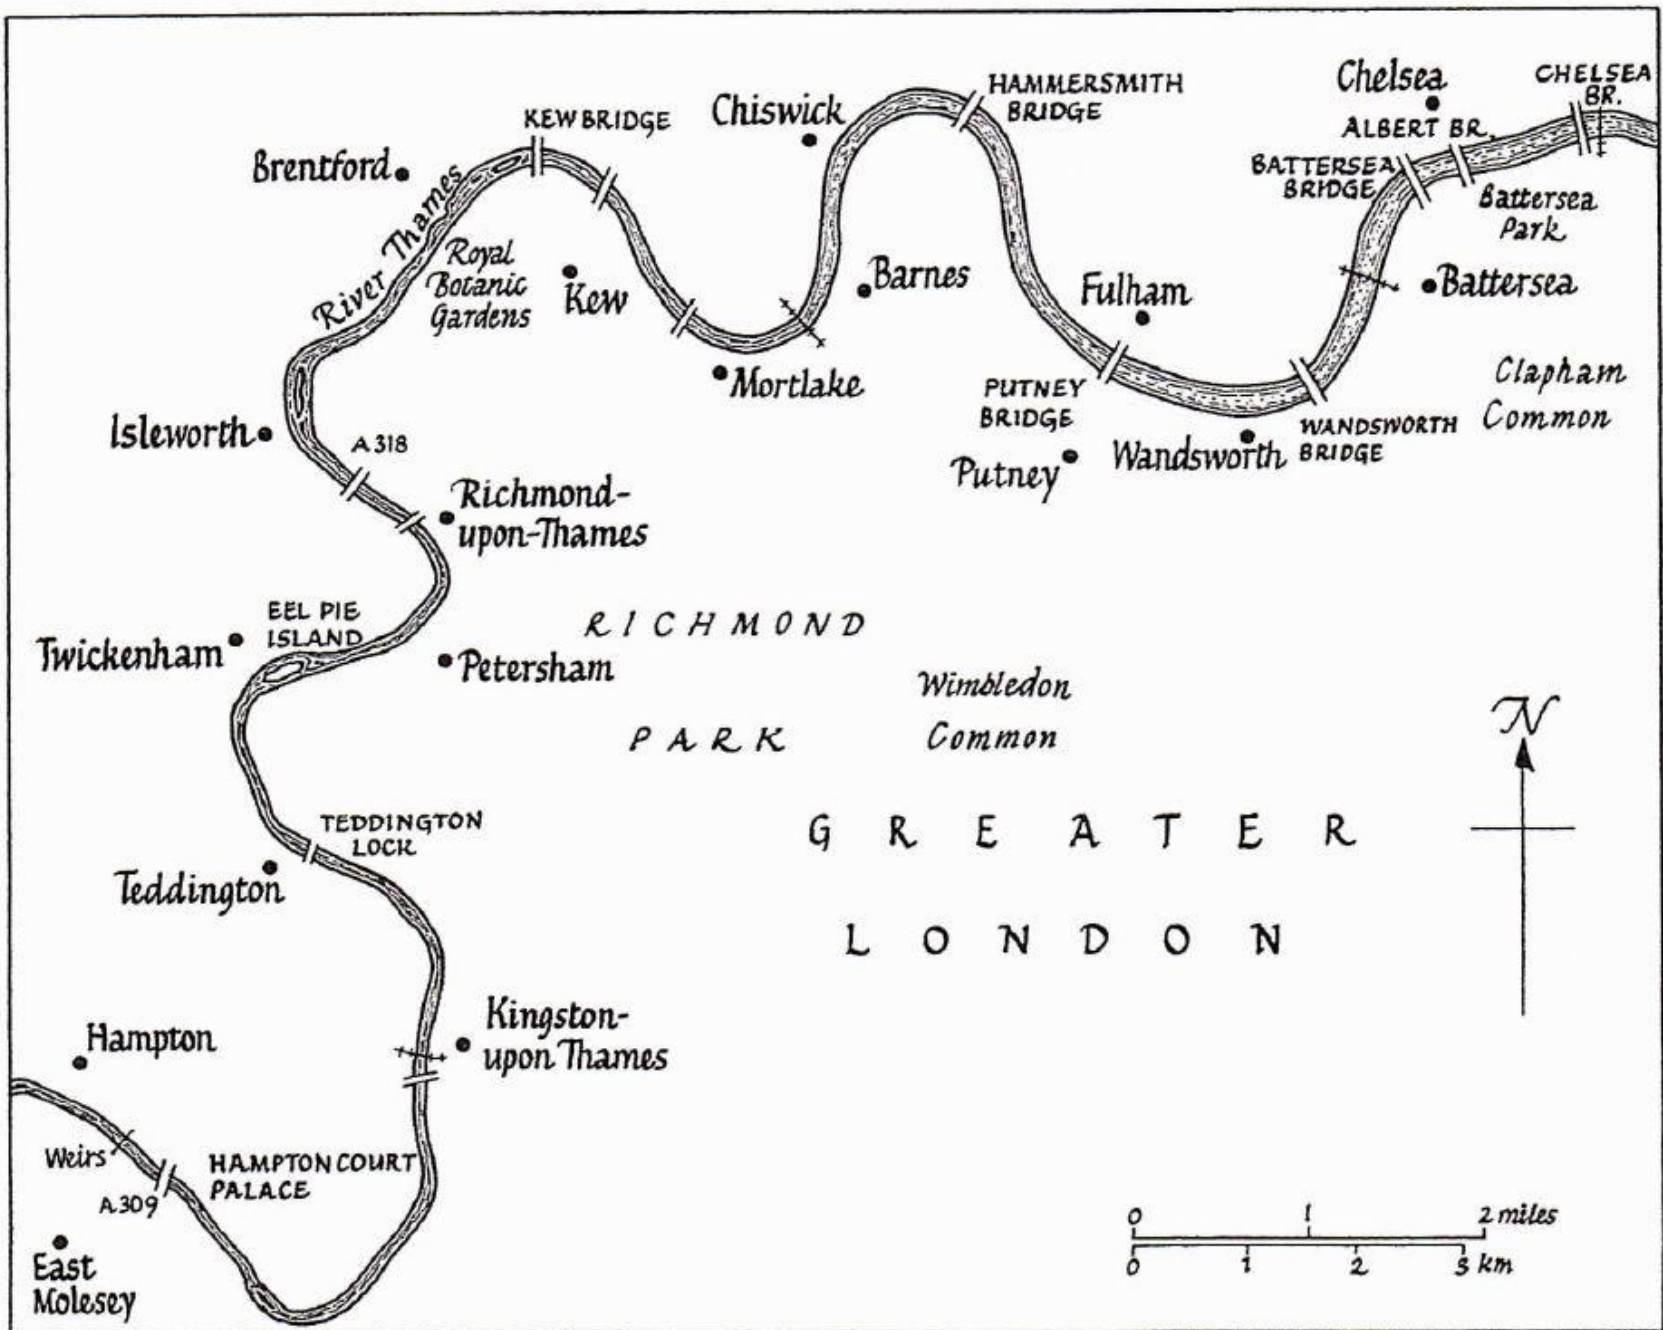 CHELSEA
BR.
Chelsea
ALBERT BR.
HAMMERSMITH
BRIDGE
Chiswick
KEW BRIDGE
Brentford
River Thames
BATTERSEA
BRIDGE
Battersea
Park
Royal
Botanic
Gardens
Kew
Barnes
Fulham
Battersea
Mortlake
PUTNEY
BRIDGE
Clapham
Common
Isleworth
A318
WANDSWORTH
BRIDGE
Wandsworth
Putney
Richmond-
upon-Thames
EEL PIE
ISLAND
Twickenham
Petersham
RICHMOND
PARK
Wimbledon
Common
N
TEDDINGTON
LOCK
Teddington
GREATER
LONDON
Hampton
Kingston-
upon Thames
Weirs
A309
HAMPTON COURT
PALACE
East
Molesey
0 1 2 miles
0 1 2 3 km